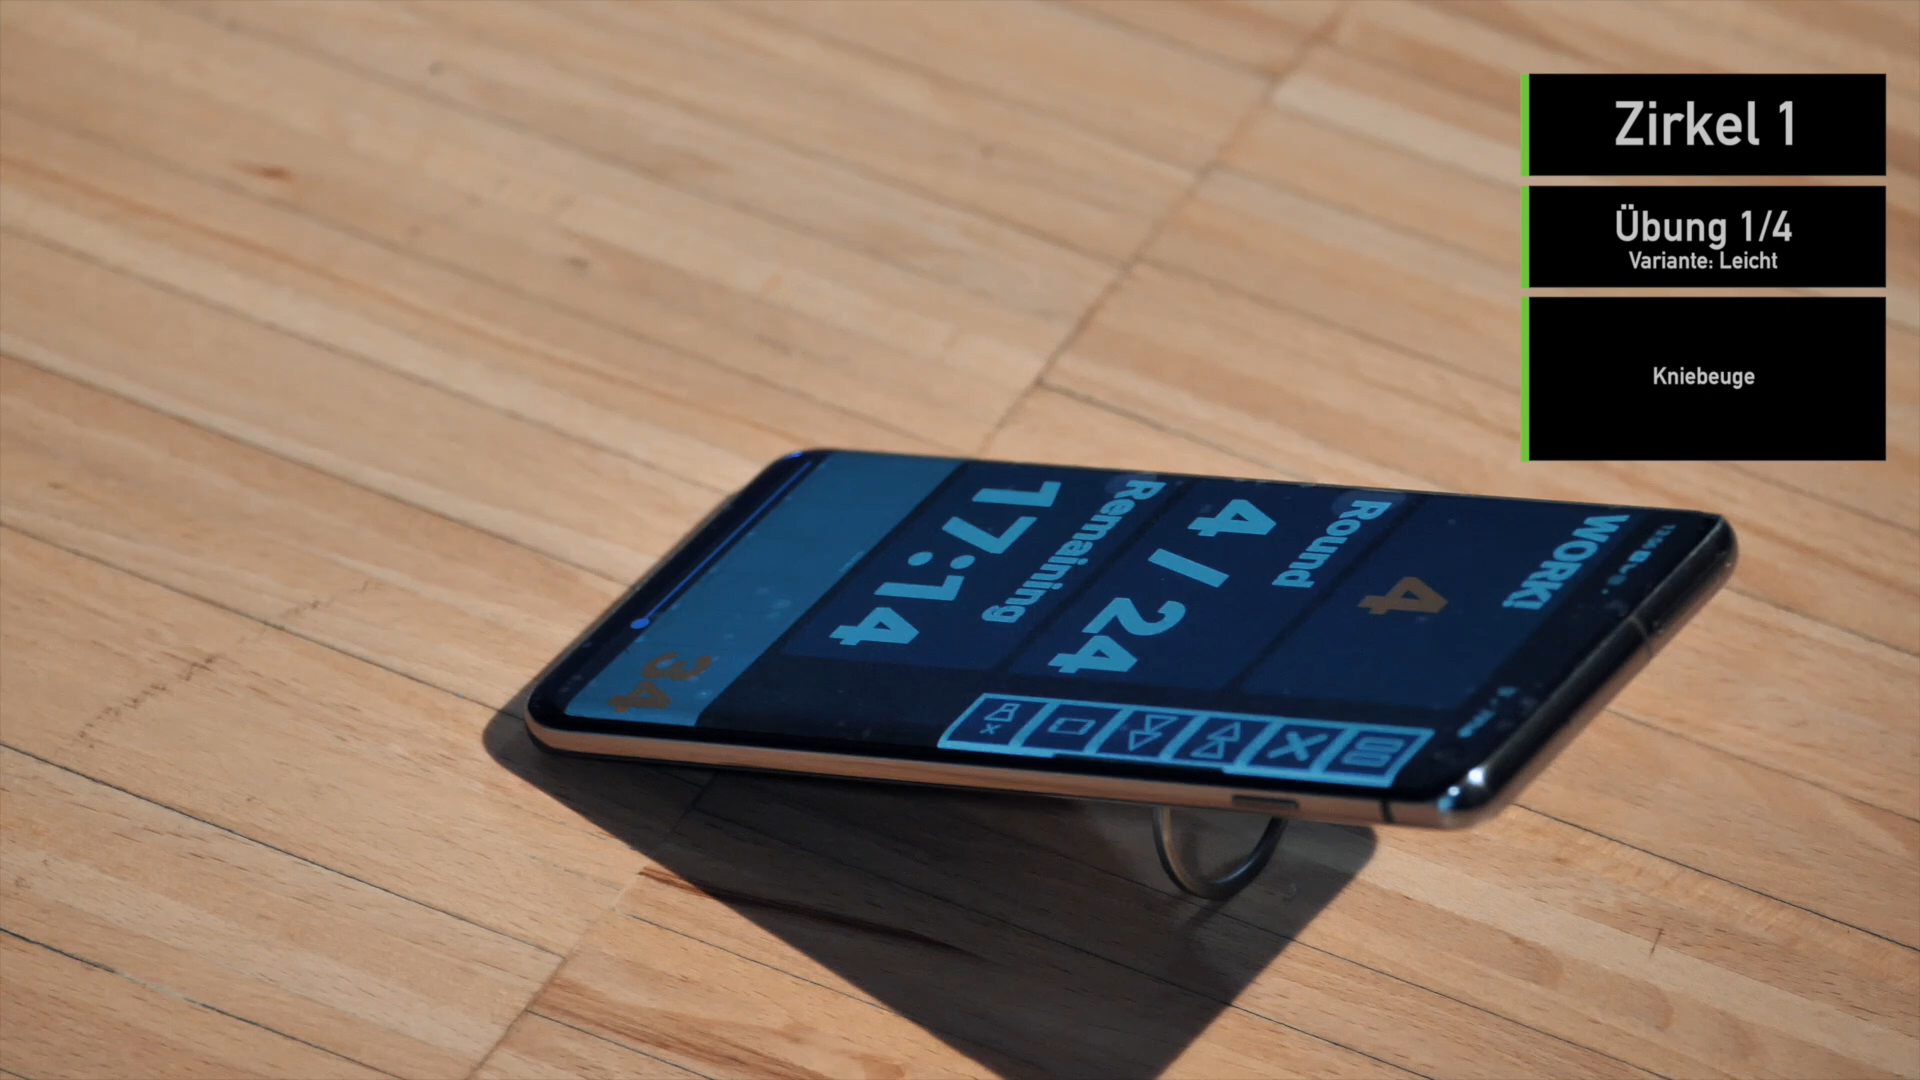 Zirkel 1
Übung 1/4
Variante: Leicht
Kniebeuge
WORK!
4
Round
4 / 24
Remaining
17:14
34